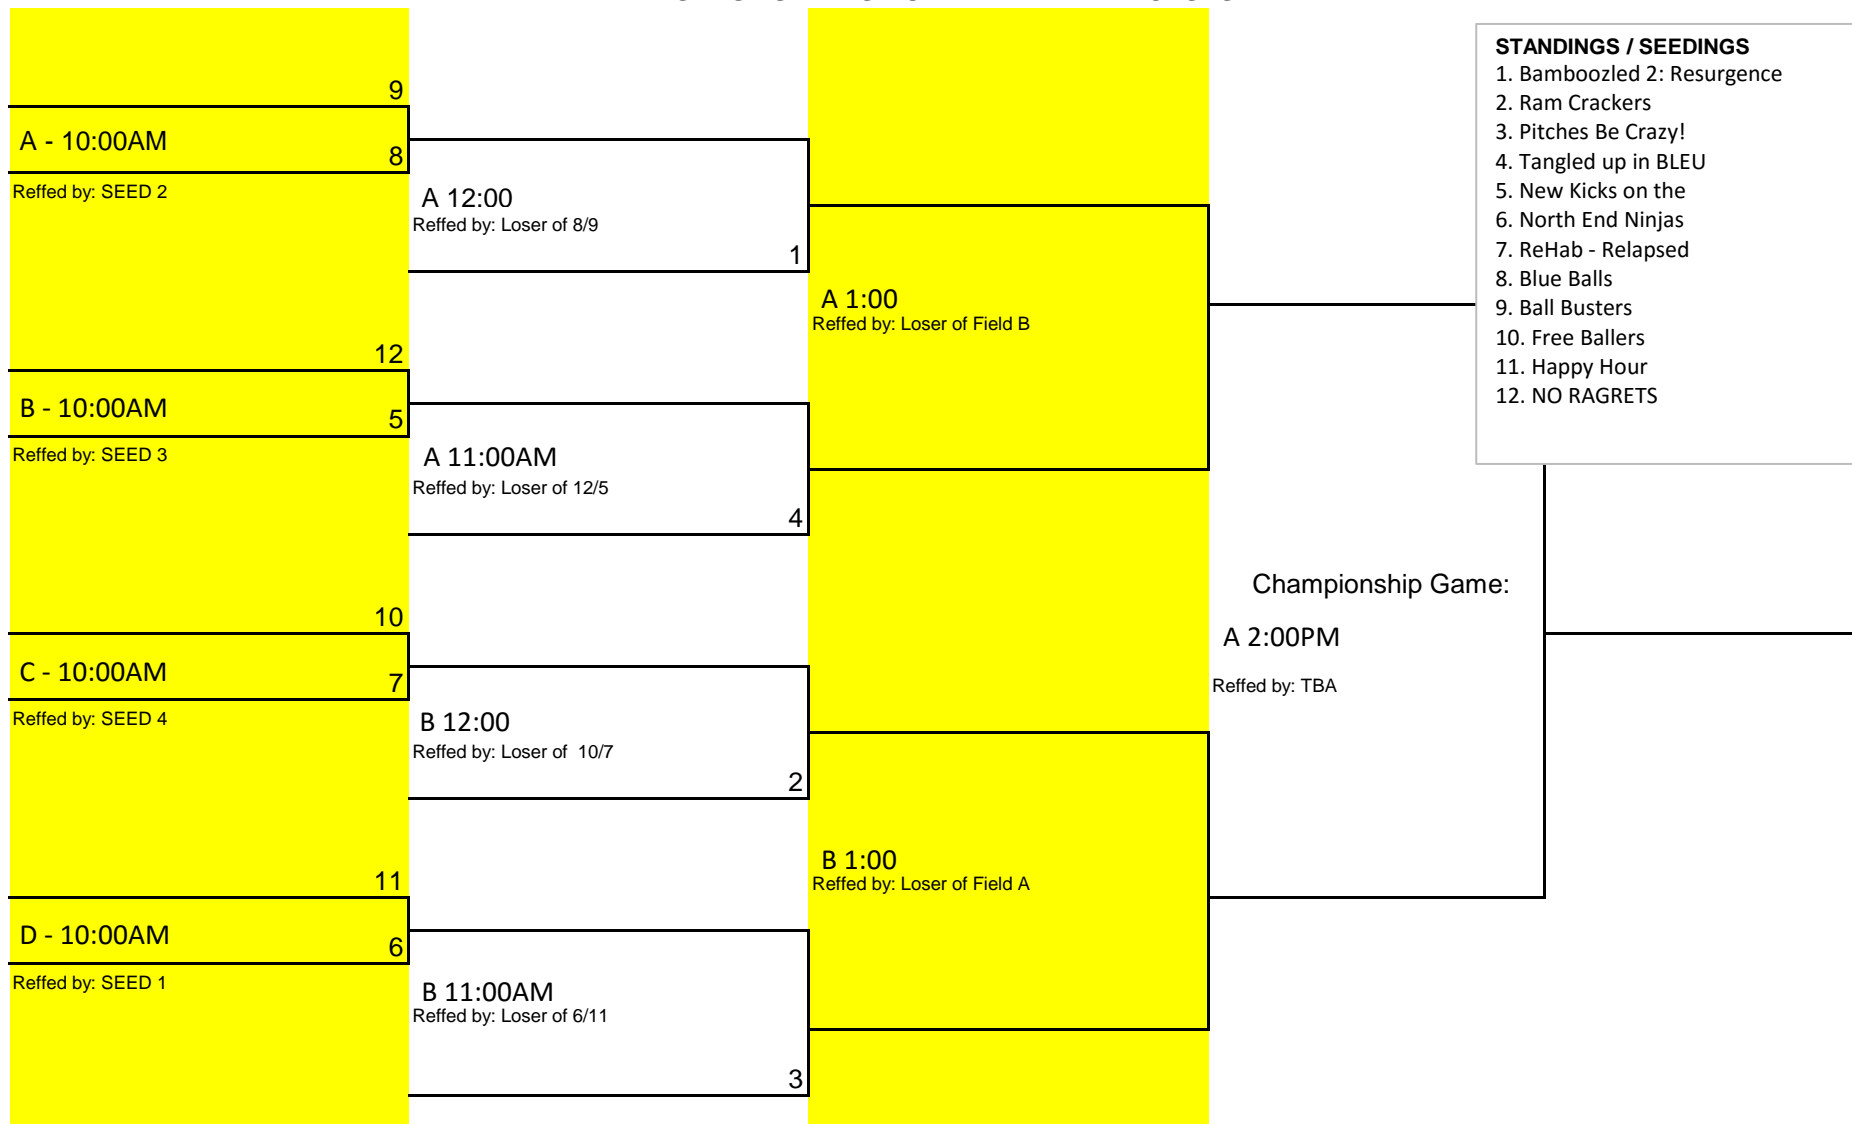 9
A - 10:00AM
8
Reffed by: SEED 2
12
B - 10:00AM
5
Reffed by: SEED 3
10
C - 10:00AM
7
Reffed by: SEED 4
11
D - 10:00AM
6
Reffed by: SEED 1
A 12:00
Reffed by: Loser of 8/9
1
A 11:00AM
Reffed by: Loser of 12/5
4
B 12:00
Reffed by: Loser of 10/7
2
B 11:00AM
Reffed by: Loser of 6/11
3
A 1:00
Reffed by: Loser of Field B
B 1:00
Reffed by: Loser of Field A
Championship Game:
A 2:00PM
Reffed by: TBA
STANDINGS / SEEDINGS
1. Bamboozled 2: Resurgence
2. Ram Crackers
3. Pitches Be Crazy!
4. Tangled up in BLEU
5. New Kicks on the
6. North End Ninjas
7. ReHab - Relapsed
8. Blue Balls
9. Ball Busters
10. Free Ballers
11. Happy Hour
12. NO RAGRETS